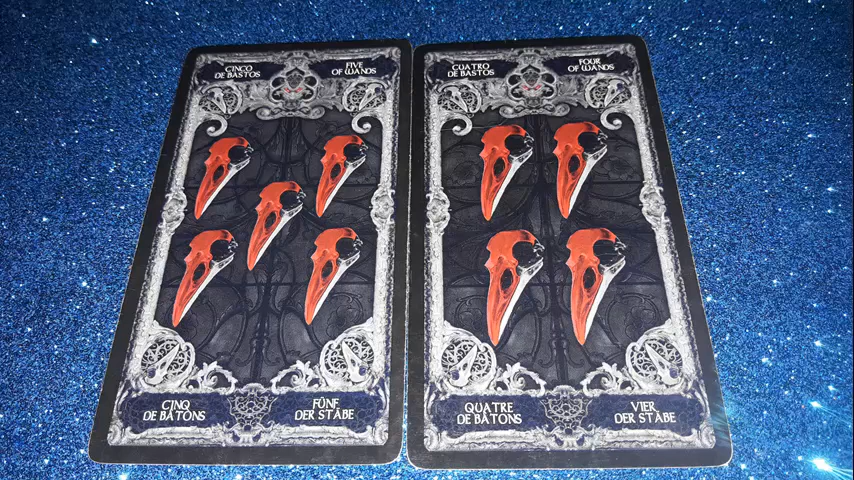 CINCO
DE BASTOS
FIVE
OF WANDS
CINQ
DE BÂTONS
FÜNF
DER STÄBE
CUATRO
DE BASTOS
FOUR
OF WANDS
QUATRE
DE BÂTONS
VIER
DER STÄBE